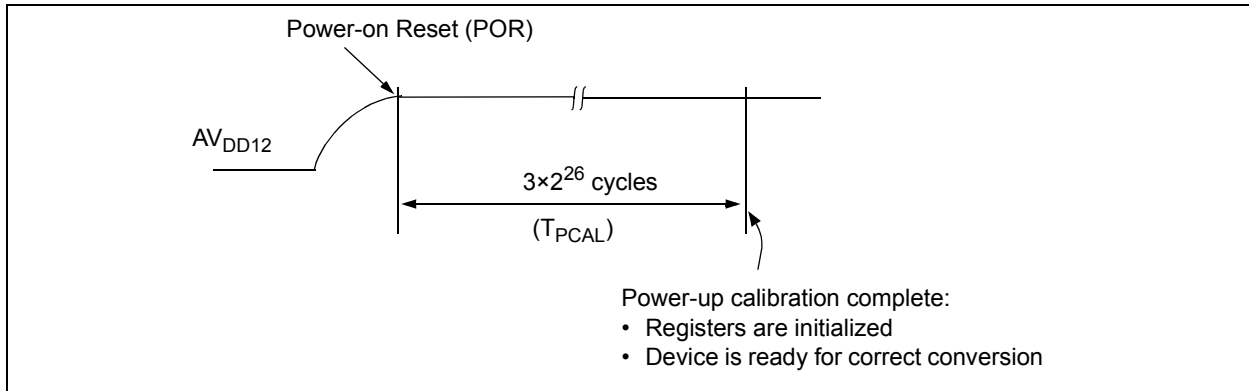 Power-on Reset (POR)
AVDD12
3×2^26 cycles
(TPCAL)
Power-up calibration complete:
• Registers are initialized
• Device is ready for correct conversion